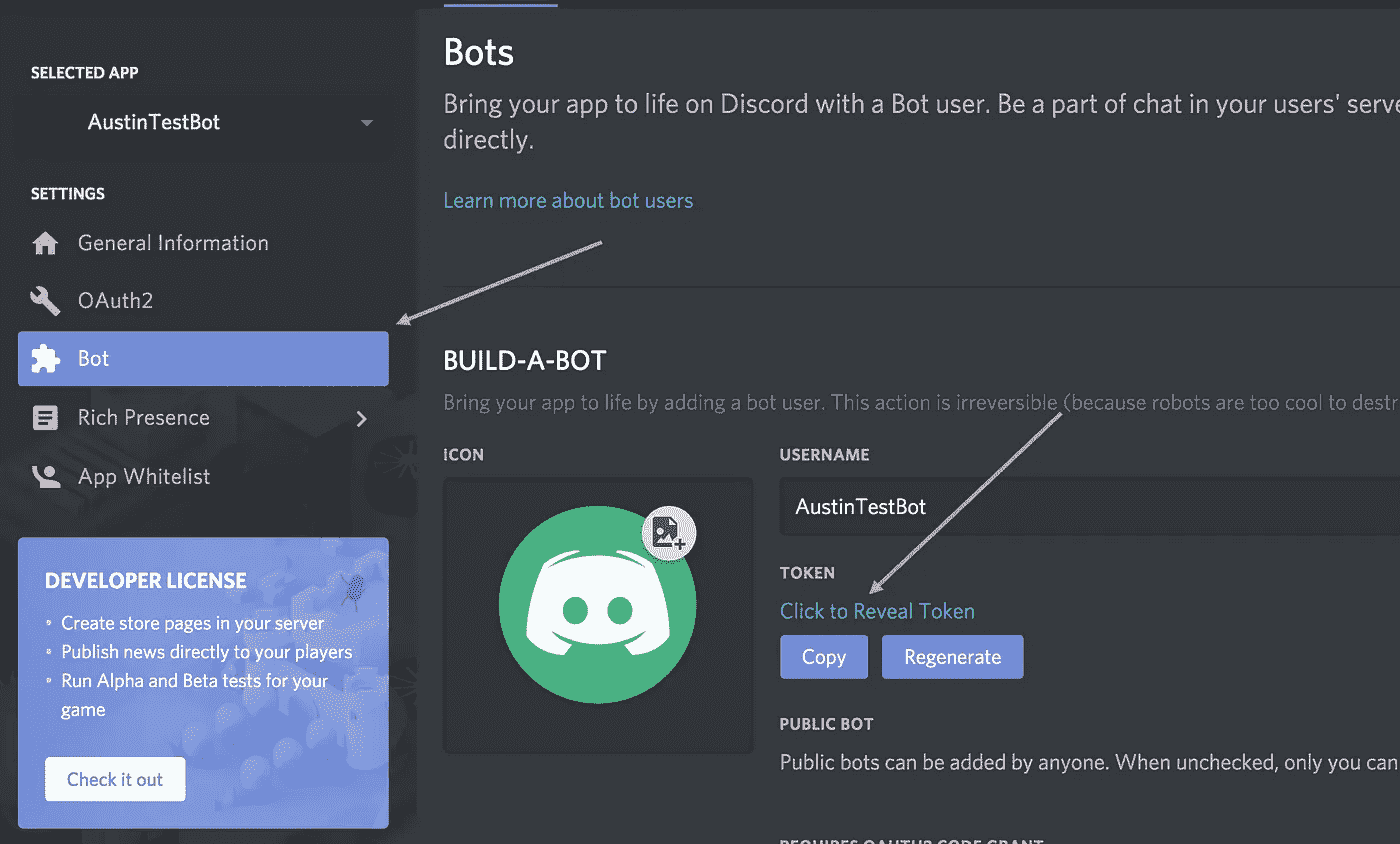 SELECTED APP
AustinTestBot
SETTINGS
General Information
OAuth2
Bot
Rich Presence
App Whitelist
DEVELOPER LICENSE
• Create store pages in your server
• Publish news directly to your players
• Run Alpha and Beta tests for your
game
Check it out
Bots
Bring your app to life on Discord with a Bot user. Be a part of chat in your users'
directly.
Learn more about bot users
BUILD-A-BOT
Bring your app to life by adding a bot user. This action is irreversible (because robots are too cool to
ICON
USERNAME
AustinTestBot
TOKEN
Click to Reveal Token
Copy
Regenerate
PUBLIC BOT
Public bots can be added by anyone. When unchecked, only you can
REQUIRES OAUTH2 CODE GRANT